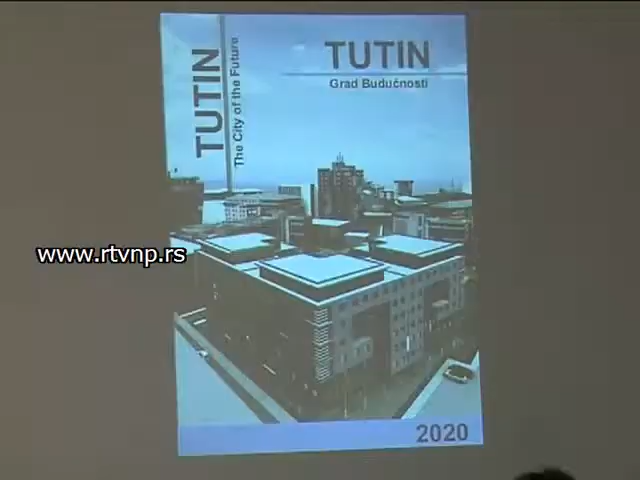 TUTIN
The City of the Future
TUTIN
Grad Budućnosti
www.rtvnp.rs
2020